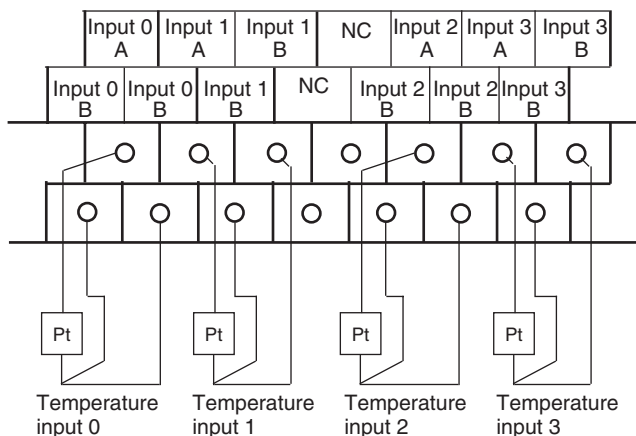 Input 0 Input 1 Input 1 NC Input 2 Input 3 Input 3
A A B A A B
Input 0 Input 0 Input 1 NC Input 2 Input 2 Input 3
B B B B B B
Pt Pt Pt Pt
Temperature Temperature Temperature Temperature
input 0 input 1 input 2 input 3